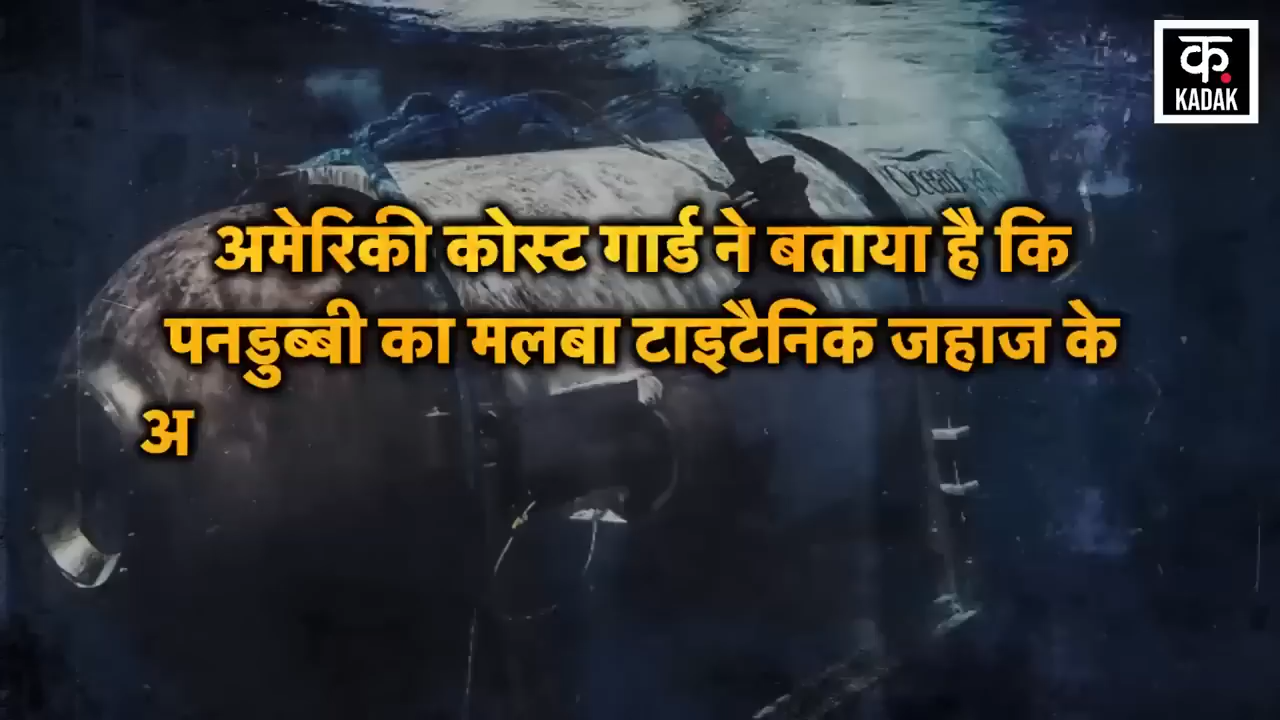 क.
KADAK
अमेरिकी कोस्ट गार्ड ने बताया है कि
पनडुब्बी का मलबा टाइटैनिक जहाज के
अ